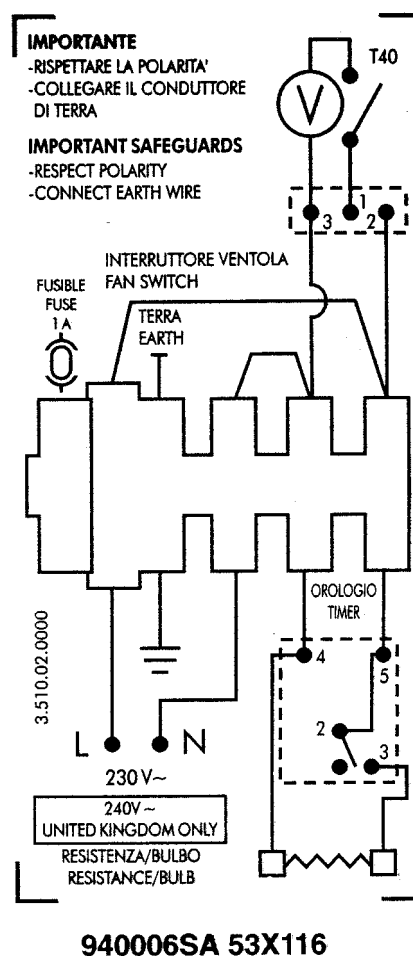 IMPORTANTE
-RISPETTARE LA POLARITA'
-COLLEGARE IL CONDUTTORE
DI TERRA
IMPORTANT SAFEGUARDS
-RESPECT POLARITY
-CONNECT EARTH WIRE
T40
V
3
1
2
INTERRUTTORE VENTOLA
FAN SWITCH
FUSIBLE
FUSE
1 A
TERRA
EARTH
OROLOGIO
TIMER
3.510.02.0000
4
5
2
3
L
N
230 V~
240V~
UNITED KINGDOM ONLY
RESISTENZA/BULBO
RESISTANCE/BULB
940006SA 53X116